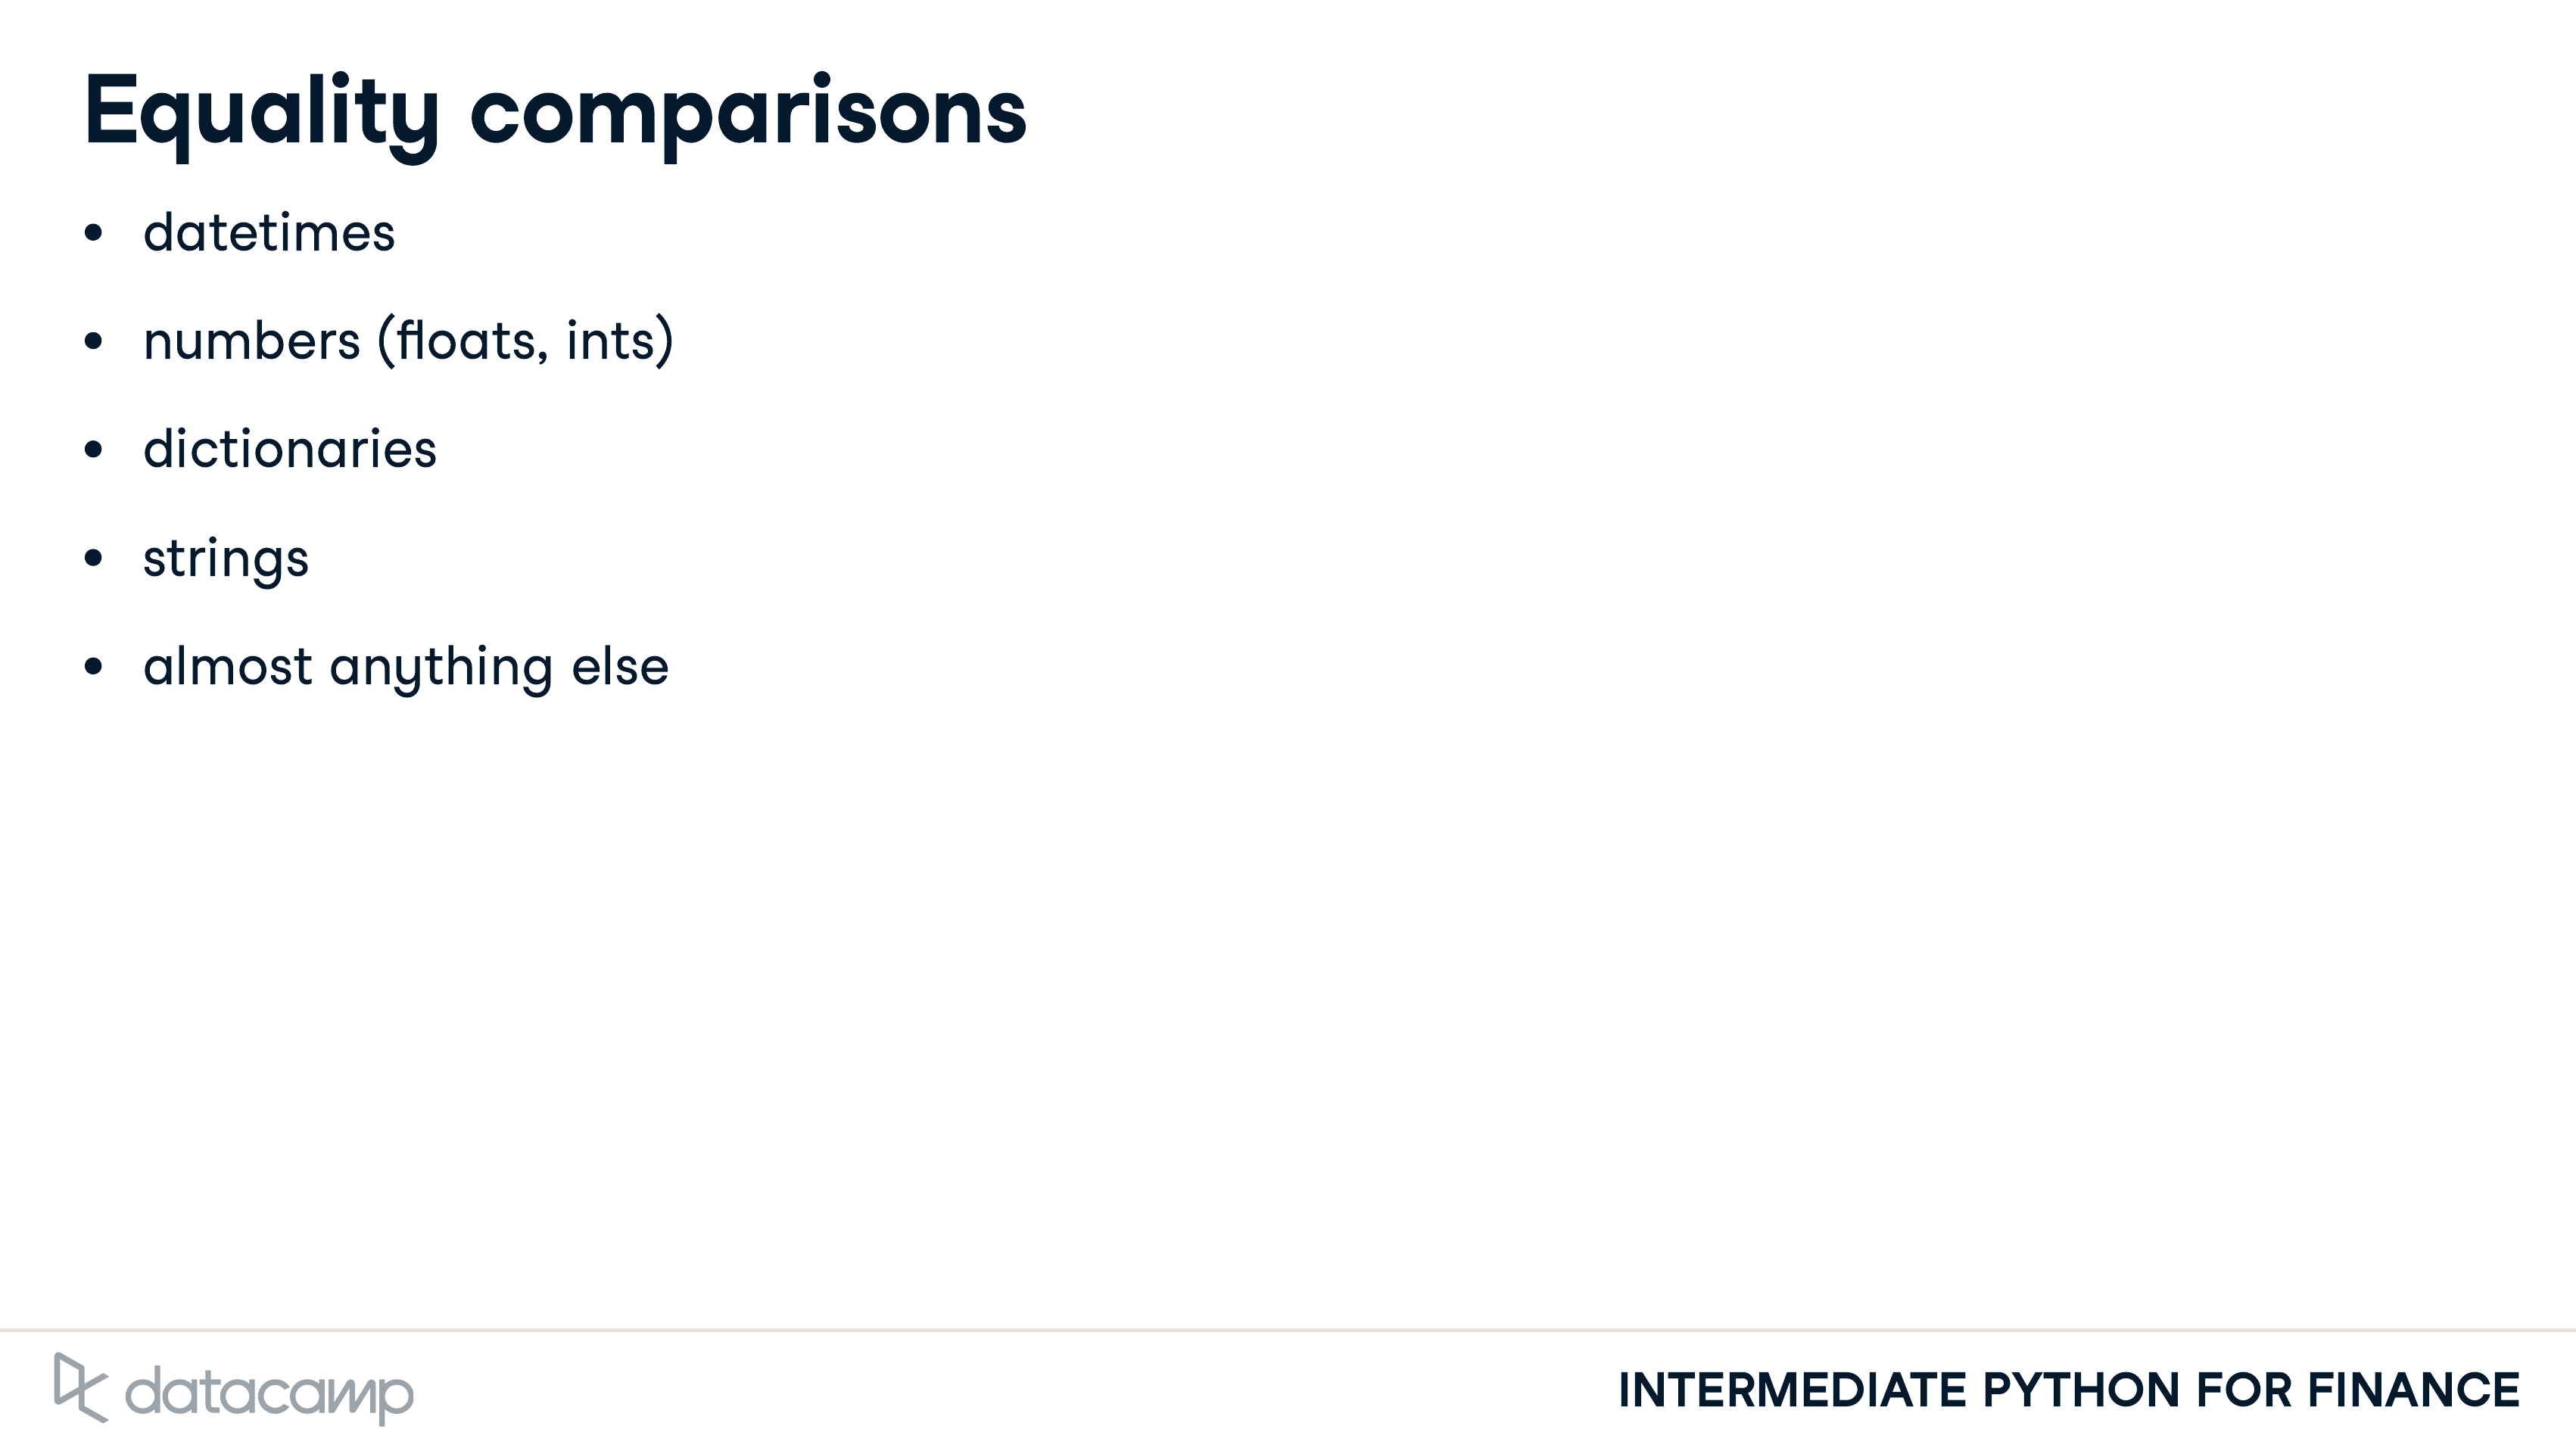 Equality comparisons
• datetimes
• numbers (floats, ints)
• dictionaries
• strings
• almost anything else
datacamp
INTERMEDIATE PYTHON FOR FINANCE